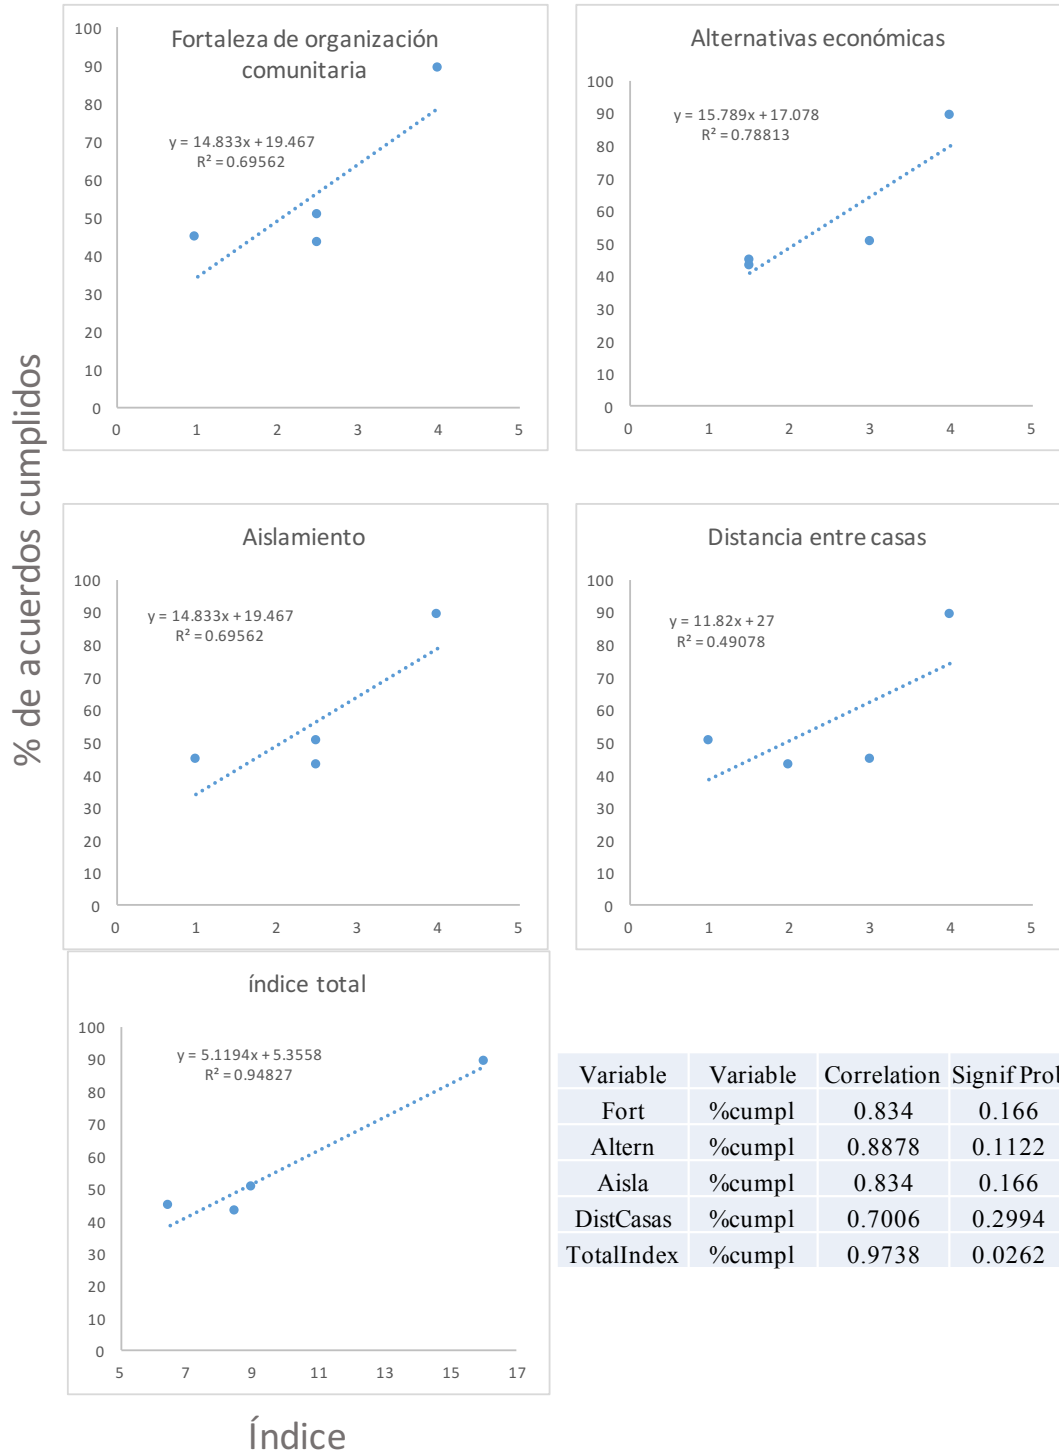 % de acuerdos cumplidos
Fortaleza de organización
comunitaria
y = 14.833x + 19.467
R² = 0.69562
100
90
80
70
60
50
40
30
20
10
0
0 1 2 3 4 5
Alternativas económicas
y = 15.789x + 17.078
R² = 0.78813
100
90
80
70
60
50
40
30
20
10
0
0 1 2 3 4 5
Aislamiento
y = 14.833x + 19.467
R² = 0.69562
100
90
80
70
60
50
40
30
20
10
0
0 1 2 3 4 5
Distancia entre casas
y = 11.82x + 27
R² = 0.49078
100
90
80
70
60
50
40
30
20
10
0
0 1 2 3 4 5
índice total
y = 5.1194x + 5.3558
R² = 0.94827
100
90
80
70
60
50
40
30
20
10
0
5 7 9 11 13 15 17
Variable Variable Correlation Signif Prob
Fort %cumpl 0.834 0.166
Altern %cumpl 0.8878 0.1122
Aisla %cumpl 0.834 0.166
DistCasas %cumpl 0.7006 0.2994
TotalIndex %cumpl 0.9738 0.0262
Índice